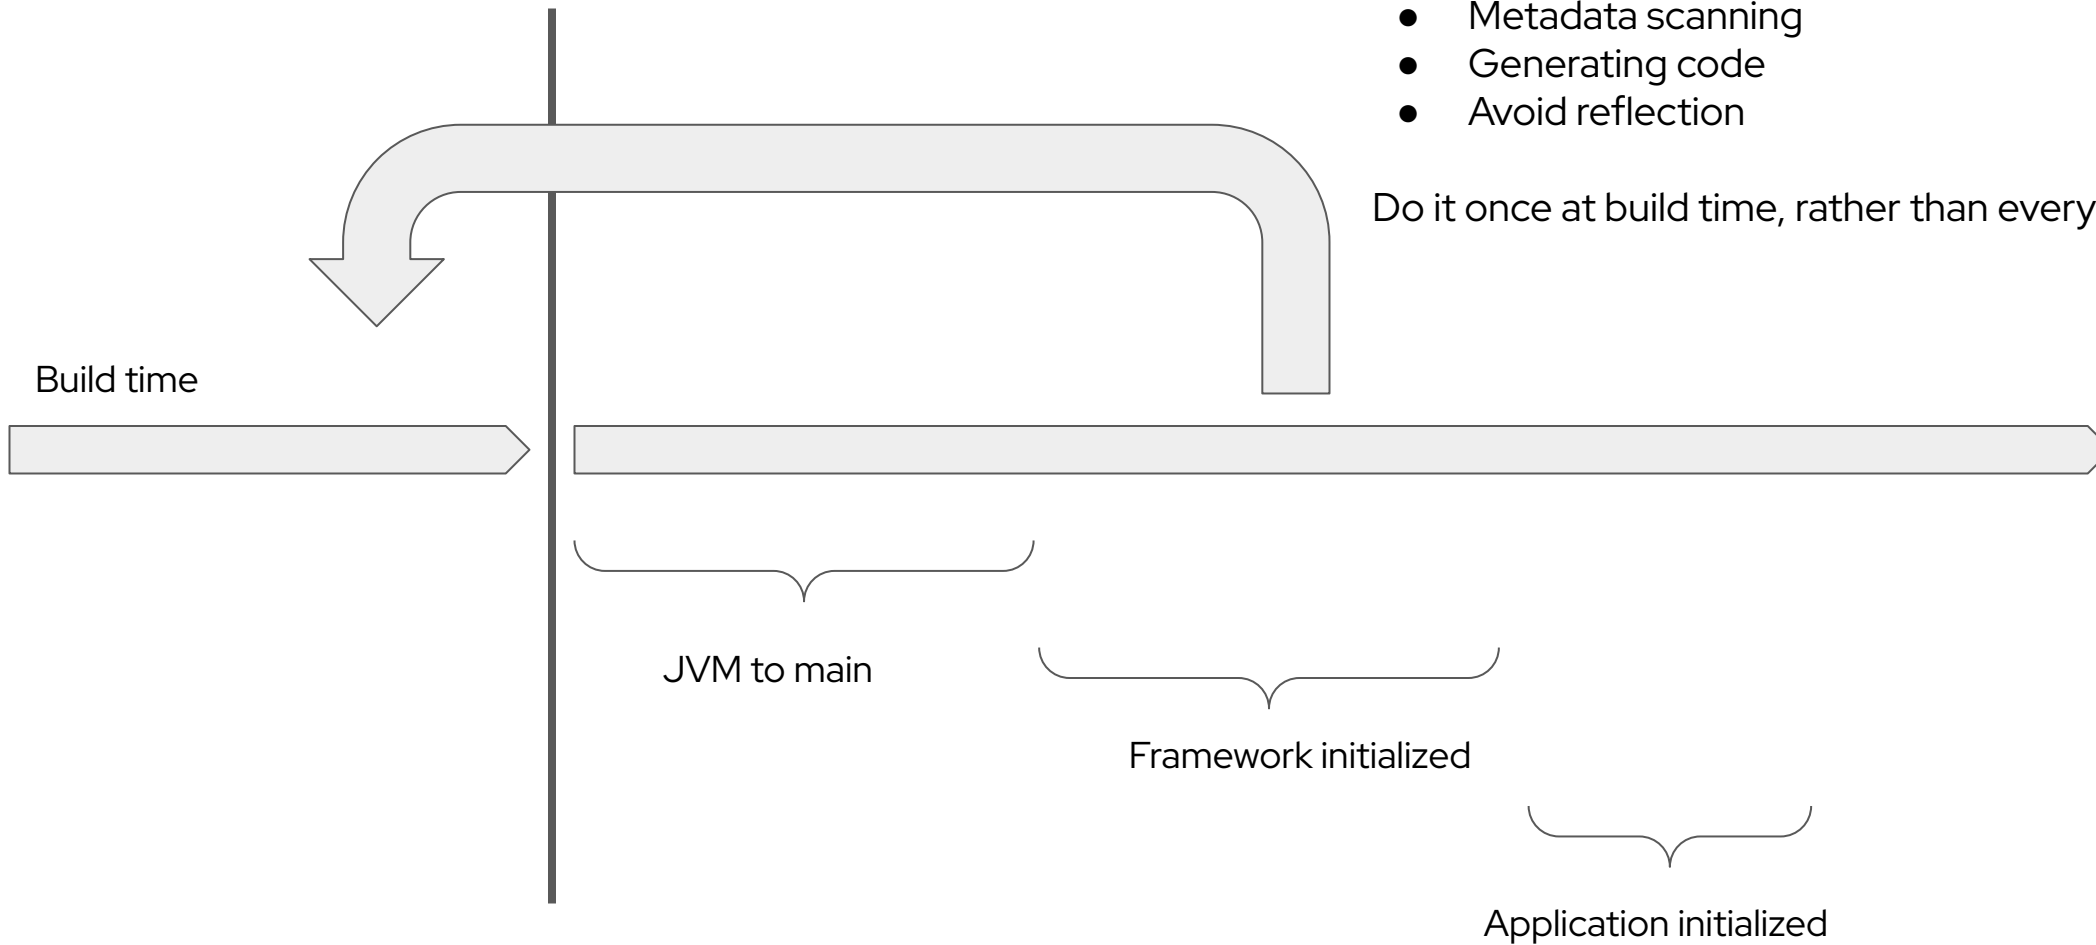 Metadata scanning
Generating code
Avoid reflection
Do it once at build time, rather than every
Build time
JVM to main
Framework initialized
Application initialized